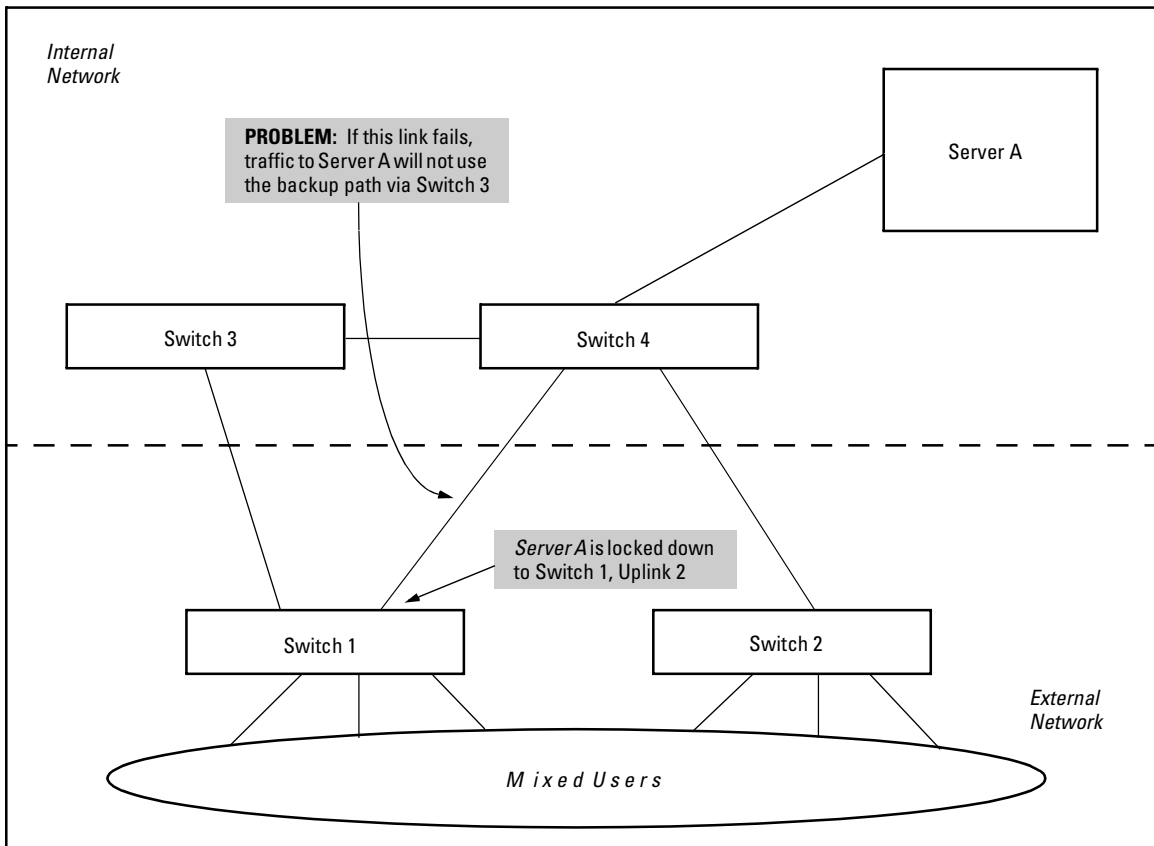 Internal
Network
PROBLEM: If this link fails,
traffic to Server A will not use
the backup path via Switch 3
Server A
Switch 3
Switch 4
Server A is locked down
to Switch 1, Uplink 2
Switch 1
Switch 2
External
Network
Mixed Users